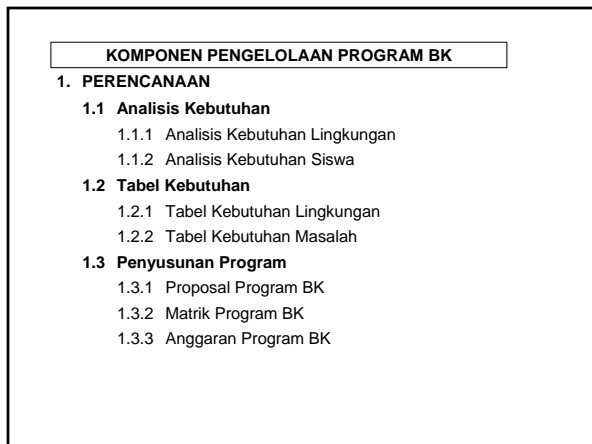 KOMPONEN PENGELOLAAN PROGRAM BK
1. PERENCANAAN
1.1 Analisis Kebutuhan
1.1.1 Analisis Kebutuhan Lingkungan
1.1.2 Analisis Kebutuhan Siswa
1.2 Tabel Kebutuhan
1.2.1 Tabel Kebutuhan Lingkungan
1.2.2 Tabel Kebutuhan Masalah
1.3 Penyusunan Program
1.3.1 Proposal Program BK
1.3.2 Matrik Program BK
1.3.3 Anggaran Program BK